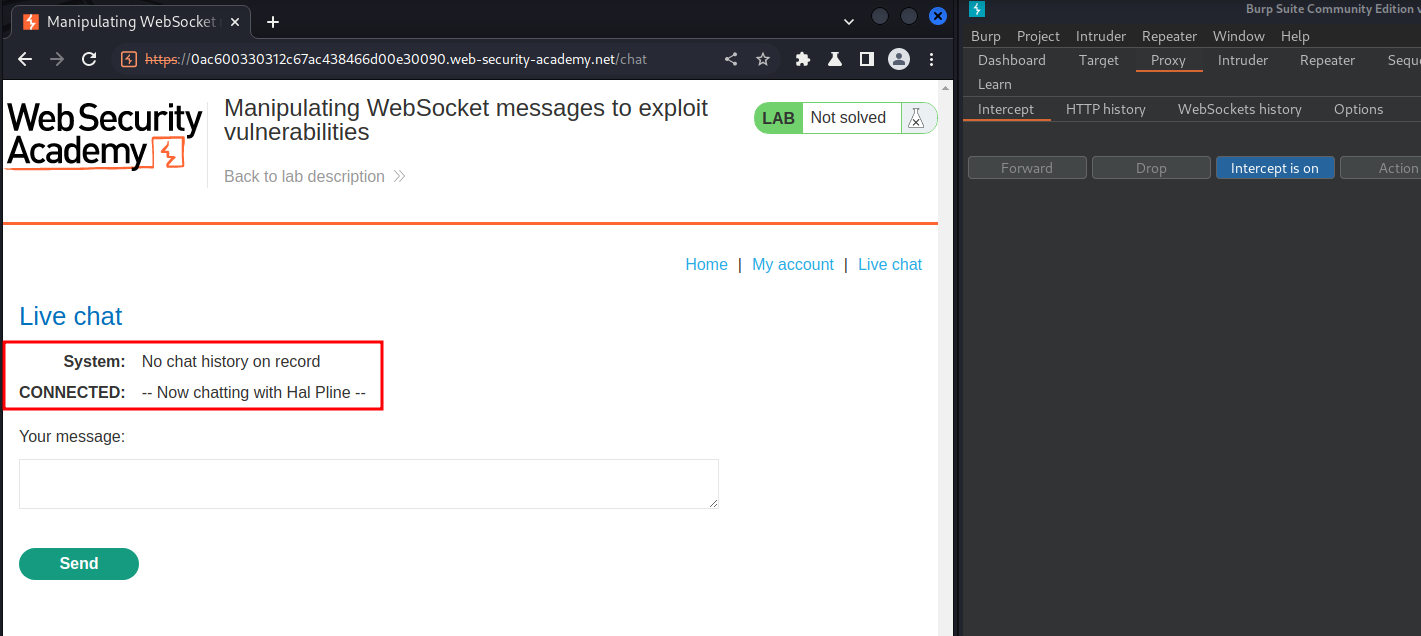 Manipulating WebSocket
https://0ac600330312c67ac438466d00e30090.web-security-academy.net/chat
Web Security
Academy
Manipulating WebSocket messages to exploit
vulnerabilities
LAB Not solved
Back to lab description
Home | My account | Live chat
Live chat
System: No chat history on record
CONNECTED: -- Now chatting with Hal Pline --
Your message:
Send
Burp Suite Community Edition v
Burp Project Intruder Repeater Window Help
Dashboard Target Proxy Intruder Repeater Sequ
Learn
Intercept HTTP history WebSockets history Options
Forward Drop Intercept is on Action